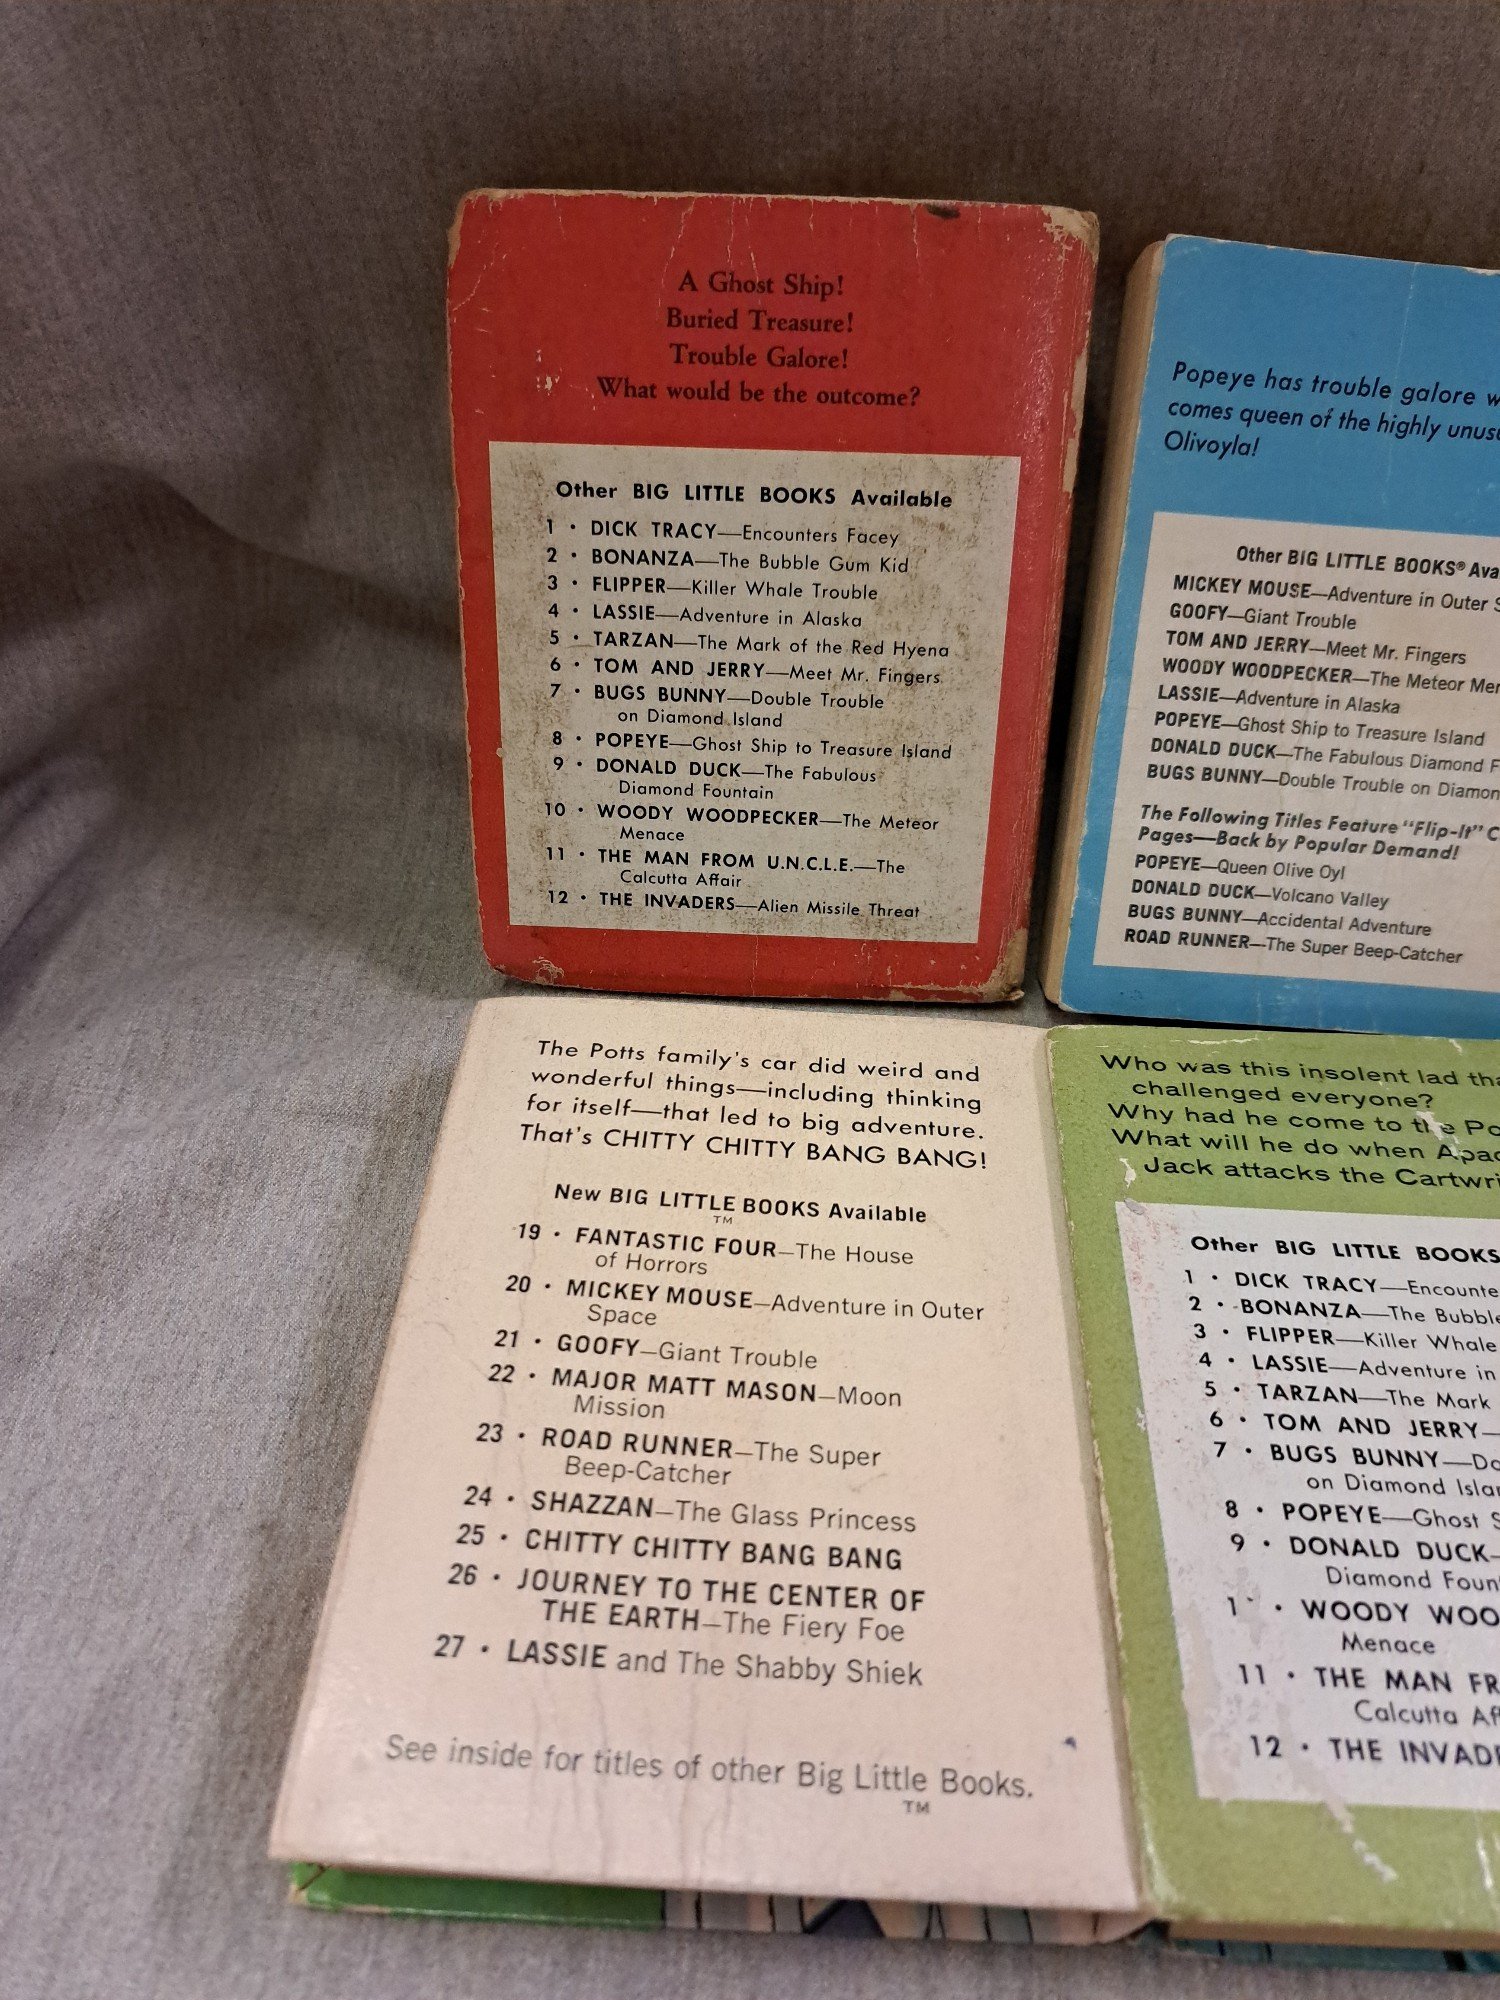 A Ghost Ship!
Buried Treasure!
Trouble Galore!
What would be the outcome?
Other BIG LITTLE BOOKS Available
1 • DICK TRACY—Encounters Facey
2 • BONANZA—The Bubble Gum Kid
3 • FLIPPER—Killer Whale Trouble
4 • LASSIE—Adventure in Alaska
5 • TARZAN—The Mark of the Red Hyena
6 • TOM AND JERRY—Meet Mr. Fingers
7 • BUGS BUNNY—Double Trouble
on Diamond Island
8 • POPEYE—Ghost Ship to Treasure Island
9 • DONALD DUCK—The Fabulous
Diamond Fountain
10 • WOODY WOODPECKER—The Meteor
Menace
11 • THE MAN FROM U.N.C.L.E.—The
Calcutta Affair
12 • THE INVADERS—Alien Missile Threat
Popeye has trouble galore
comes queen of the highly
Olivoyla!
Other BIG LITTLE BOOKS®
MICKEY MOUSE—Adventure in Outer
GOOFY—Giant Trouble
TOM AND JERRY—Meet Mr. Fingers
WOODY WOODPECKER—The Meteor
LASSIE—Adventure in Alaska
POPEYE—Ghost Ship to Treasure Island
DONALD DUCK—The Fabulous Diamond
BUGS BUNNY—Double Trouble on
The Following Titles Feature "Flip-It"
Pages—Back by Popular Demand!
POPEYE—Queen Olive Oyl
DONALD DUCK—Volcano Valley
BUGS BUNNY—Accidental Adventure
ROAD RUNNER—The Super Beep-Catcher
The Potts family's car did weird and
wonderful things—including thinking
for itself—that led to big adventure.
That's CHITTY CHITTY BANG BANG!
New BIG LITTLE BOOKS Available
TM
19 • FANTASTIC FOUR—The House
of Horrors
20 • MICKEY MOUSE—Adventure in Outer
Space
21 • GOOFY—Giant Trouble
22 • MAJOR MATT MASON—Moon
Mission
23 • ROAD RUNNER—The Super
Beep-Catcher
24 • SHAZZAN—The Glass Princess
25 • CHITTY CHITTY BANG BANG
26 • JOURNEY TO THE CENTER OF
THE EARTH—The Fiery Foe
27 • LASSIE and The Shabby Shiek
See inside for titles of other Big Little Books.
TM
Who was this insolent lad
challenged everyone?
Why had he come to the
What will he do when
Jack attacks the
Other BIG LITTLE BOOKS
1 • DICK TRACY—
2 • BONANZA—The
3 • FLIPPER—Killer Whale
4 • LASSIE—Adventure in
5 • TARZAN—The Mark
6 • TOM AND JERRY—
7 • BUGS BUNNY—
on Diamond
8 • POPEYE—Ghost
9 • DONALD DUCK—
Diamond
1 • WOODY
Menace
11 • THE MAN
Calcutta
12 • THE